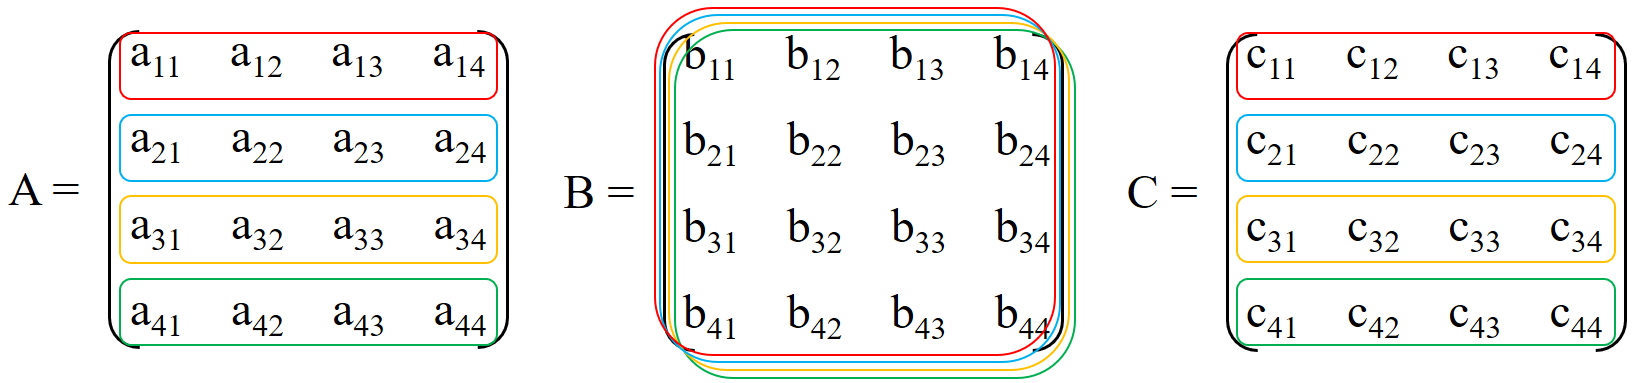 a11 a12 a13 a14 b11 b12 b13 b14 c11 c12 c13 c14
a21 a22 a23 a24 b21 b22 b23 b24 c21 c22 c23 c24
A = B = C =
a31 a32 a33 a34 b31 b32 b33 b34 c31 c32 c33 c34
a41 a42 a43 a44 b41 b42 b43 b44 c41 c42 c43 c44